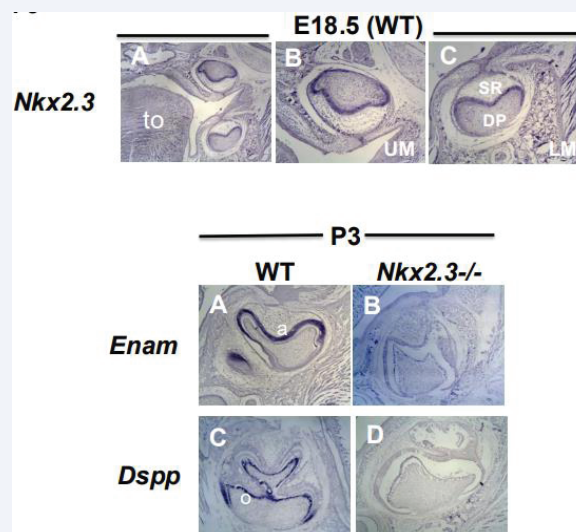 E18.5 (WT)
A
B
C
Nkx2.3
to
UM
SR
DP
LM
P3
WT
Nkx2.3-/-
A
B
Enam
a
C
D
Dspp
o